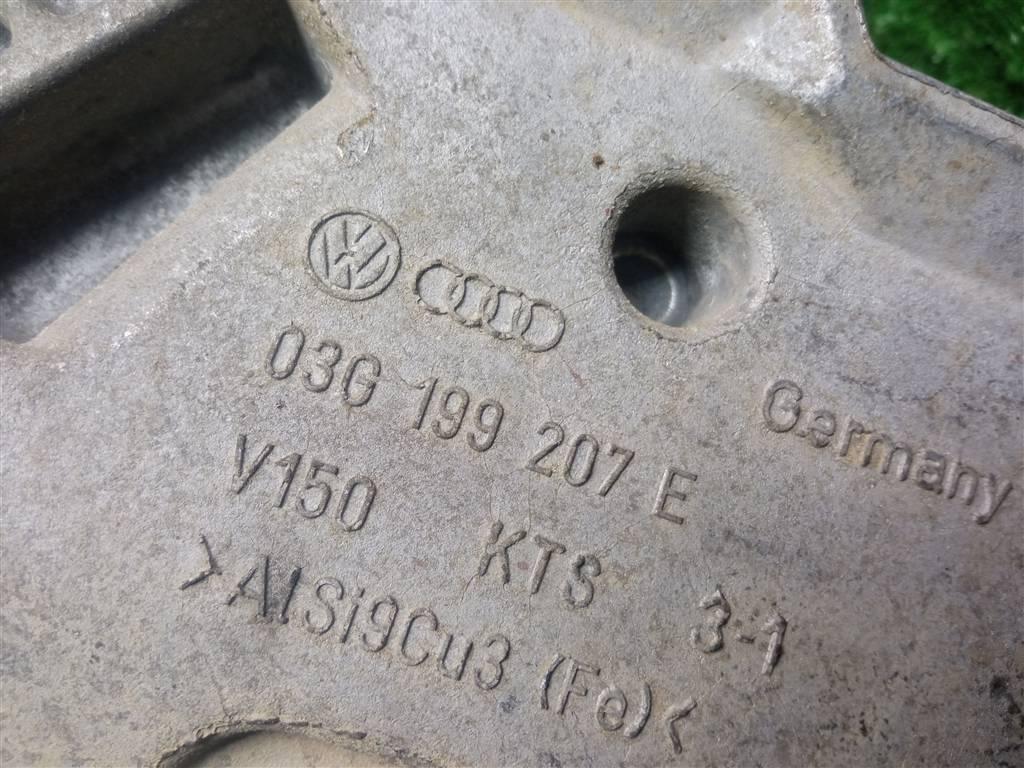 03G 199 207 E
Germany
V150 KTS 3-1
>AlSi9Cu3 (Fe)<